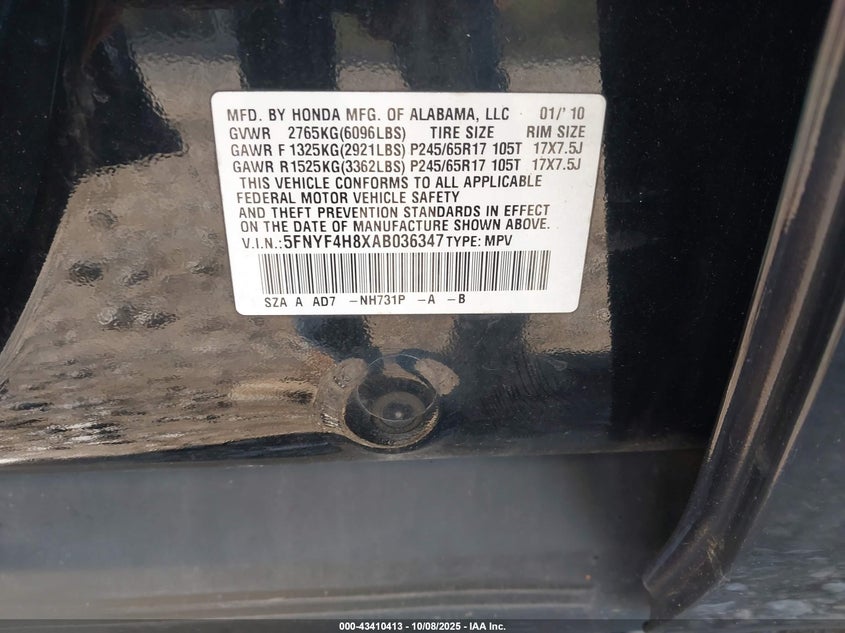 MFD. BY HONDA MFG. OF ALABAMA, LLC 01/' 10
GVWR 2765KG(6096LBS) TIRE SIZE RIM SIZE
GAWR F 1325KG(2921LBS) P245/65R17 105T 17X7.5J
GAWR R1525KG(3362LBS) P245/65R17 105T 17X7.5J
THIS VEHICLE CONFORMS TO ALL APPLICABLE
FEDERAL MOTOR VEHICLE SAFETY
AND THEFT PREVENTION STANDARDS IN EFFECT
ON THE DATE OF MANUFACTURE SHOWN ABOVE.
V.I.N.:5FNYF4H8XAB036347 TYPE: MPV
SZA A AD7 -NH731P -A -B
000-43410413 - 10/08/2025 - IAA Inc.